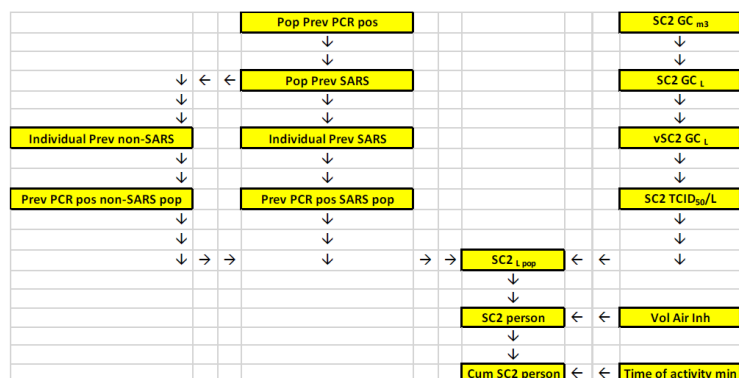 Pop Prev PCR pos SC2 GC m3
↓ ↓
↓ ↓
↓ ← ← Pop Prev SARS SC2 GC L
↓ ↓ ↓
↓ ↓ ↓
Individual Prev non-SARS Individual Prev SARS vSC2 GC L
↓ ↓ ↓
↓ ↓ ↓
Prev PCR pos non-SARS pop Prev PCR pos SARS pop SC2 TCID50/L
↓ ↓ ↓
↓ ↓ ↓
↓ → → ↓ → → SC2 L pop ← ← ↓
↓
↓
SC2 person ← ← Vol Air Inh
↓
↓
Cum SC2 person ← ← Time of activity min